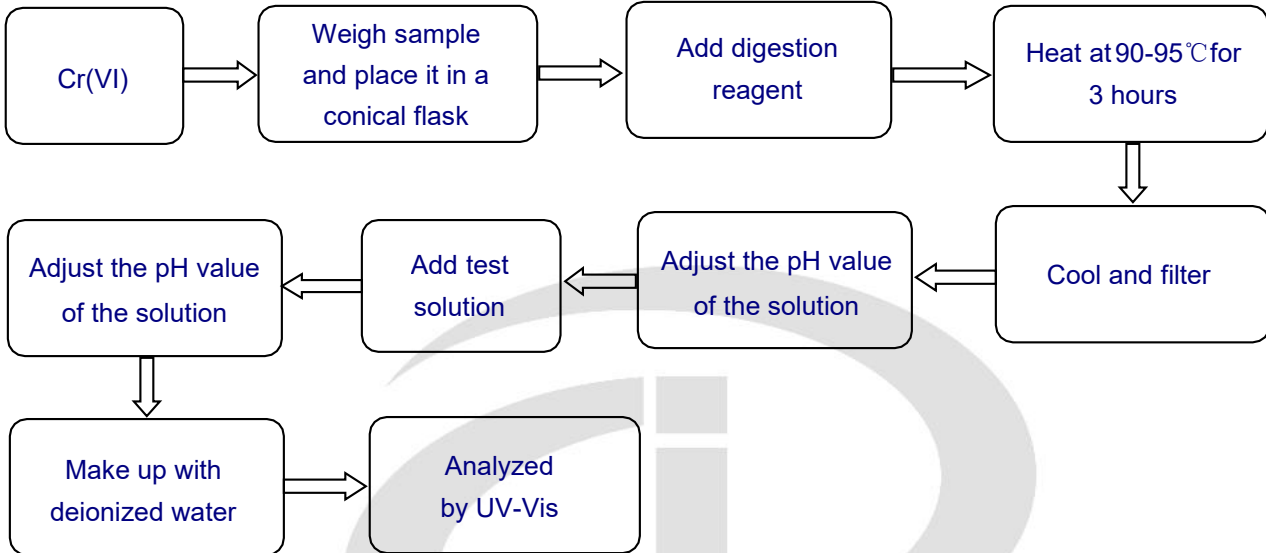 Cr(VI)
Weigh sample
and place it in a
conical flask
Add digestion
reagent
Heat at 90-95℃ for
3 hours
Cool and filter
Adjust the pH value
of the solution
Add test
solution
Adjust the pH value
of the solution
Make up with
deionized water
Analyzed
by UV-Vis